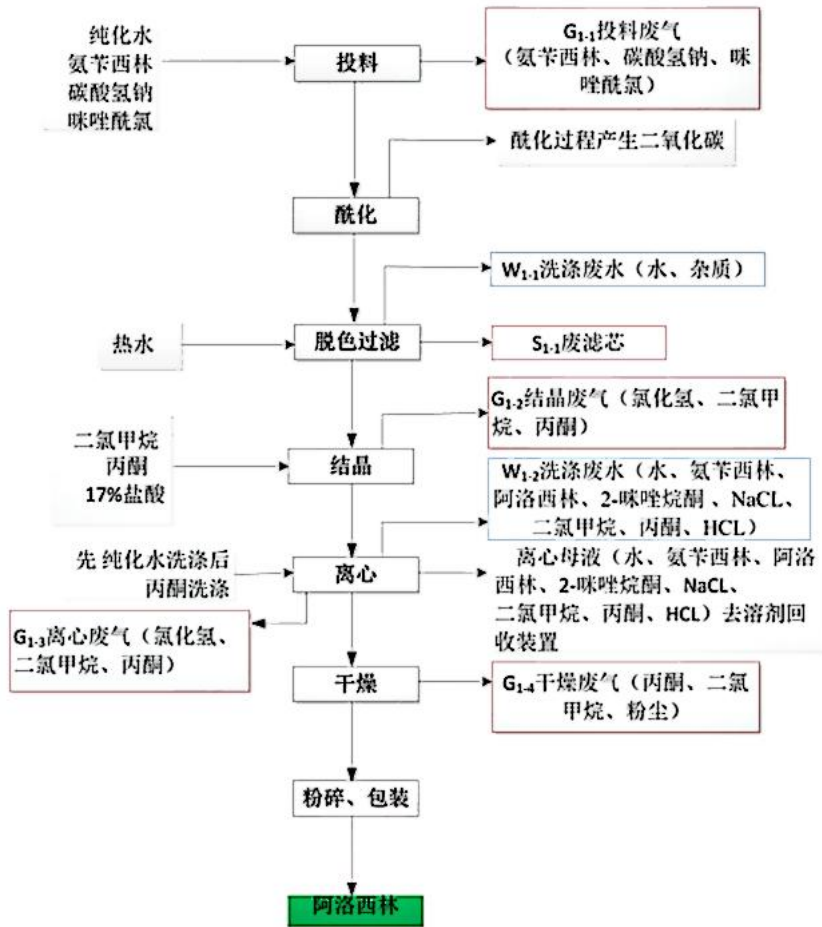 纯化水
氨苄西林
碳酸氢钠
咪唑酰氯
投料
G1-1投料废气
（氨苄西林、碳酸氢钠、咪
唑酰氯）
酰化过程产生二氧化碳
酰化
W1-1洗涤废水（水、杂质）
热水
脱色过滤
S1-1废滤芯
G1-2结晶废气（氯化氢、二氯甲
烷、丙酮）
二氯甲烷
丙酮
17%盐酸
结晶
W1-2洗涤废水（水、氨苄西林、
阿洛西林、2-咪唑烷酮 、NaCL、
二氯甲烷、丙酮、HCL）
先 纯化水洗涤后
丙酮洗涤
离心
离心母液（水、氨苄西林、阿洛
西林、2-咪唑烷酮、NaCL、
二氯甲烷、丙酮、HCL）去溶剂回
收装置
G1-3离心废气（氯化氢、
二氯甲烷、丙酮）
干燥
G1-4干燥废气（丙酮、二氯
甲烷、粉尘）
粉碎、包装
阿洛西林